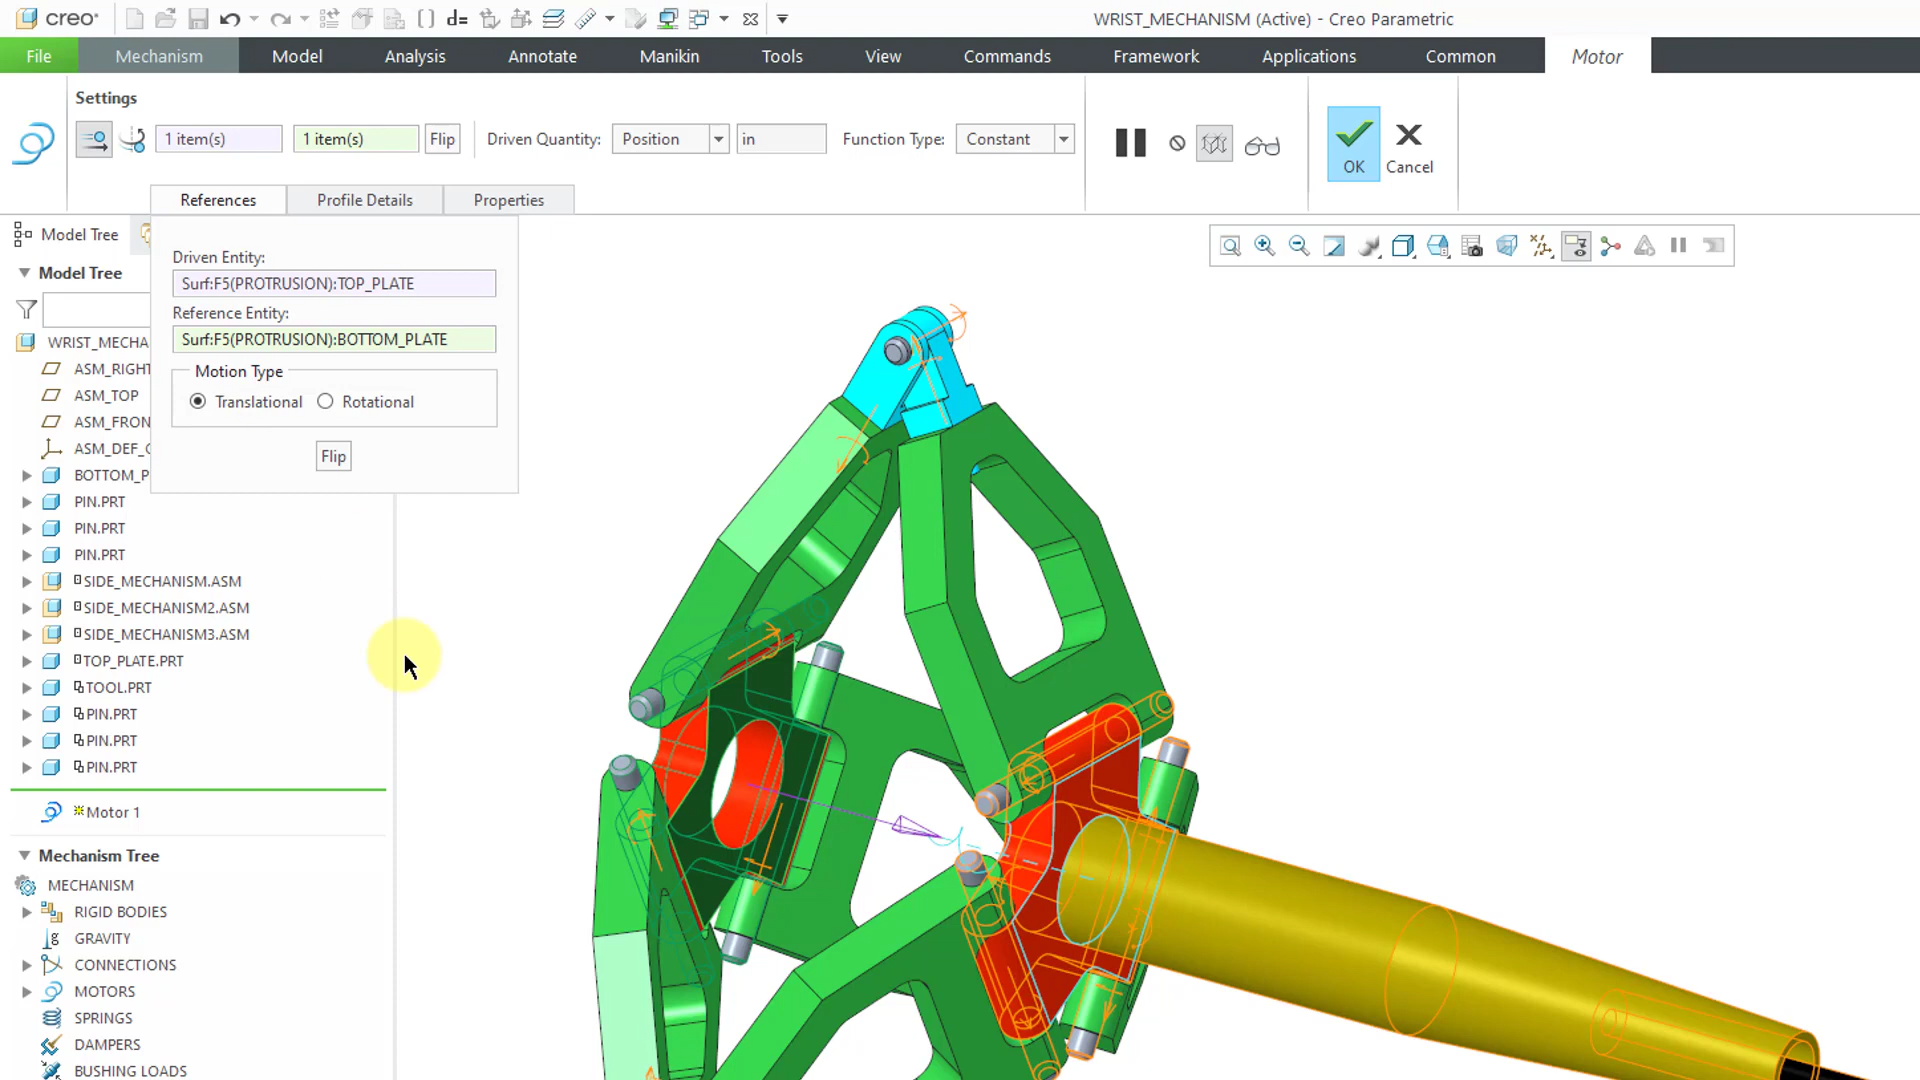 creo
d=
WRIST_MECHANISM (Active) - Creo Parametric
File Mechanism Model Analysis Annotate Manikin Tools View Commands Framework Applications Common Motor
Settings
1 item(s) 1 item(s) Flip Driven Quantity: Position in Function Type: Constant
OK Cancel
References Profile Details Properties
Model Tree
Model Tree
Driven Entity:
Surf:F5(PROTRUSION):TOP_PLATE
Reference Entity:
Surf:F5(PROTRUSION):BOTTOM_PLATE
Motion Type
Translational Rotational
Flip
WRIST_MECHA
ASM_RIGHT
ASM_TOP
ASM_FRON
ASM_DEF_C
BOTTOM_P
PIN.PRT
PIN.PRT
PIN.PRT
SIDE_MECHANISM.ASM
SIDE_MECHANISM2.ASM
SIDE_MECHANISM3.ASM
TOP_PLATE.PRT
TOOL.PRT
PIN.PRT
PIN.PRT
PIN.PRT
Motor 1
Mechanism Tree
MECHANISM
RIGID BODIES
GRAVITY
CONNECTIONS
MOTORS
SPRINGS
DAMPERS
BUSHING LOADS